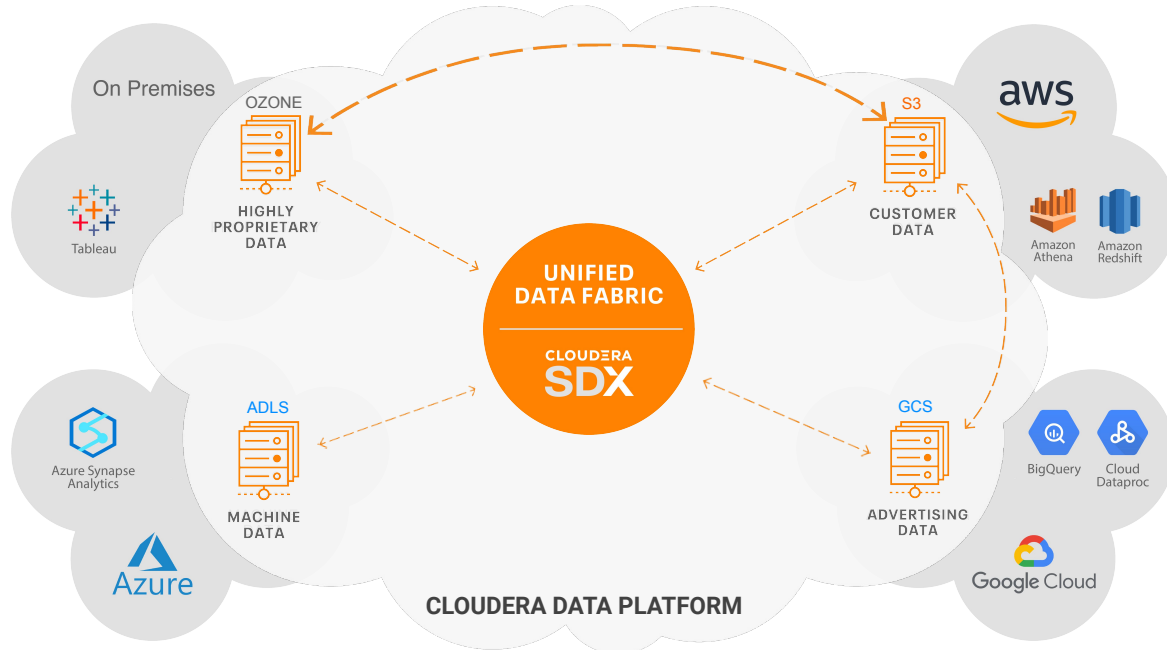 On Premises
OZONE
HIGHLY
PROPRIETARY
DATA
Tableau
S3
CUSTOMER
DATA
aws
Amazon
Athena
Amazon
Redshift
UNIFIED
DATA FABRIC
CLOUDERA
SDX
ADLS
MACHINE
DATA
Azure Synapse
Analytics
Azure
GCS
ADVERTISING
DATA
BigQuery
Cloud
Dataproc
Google Cloud
CLOUDERA DATA PLATFORM